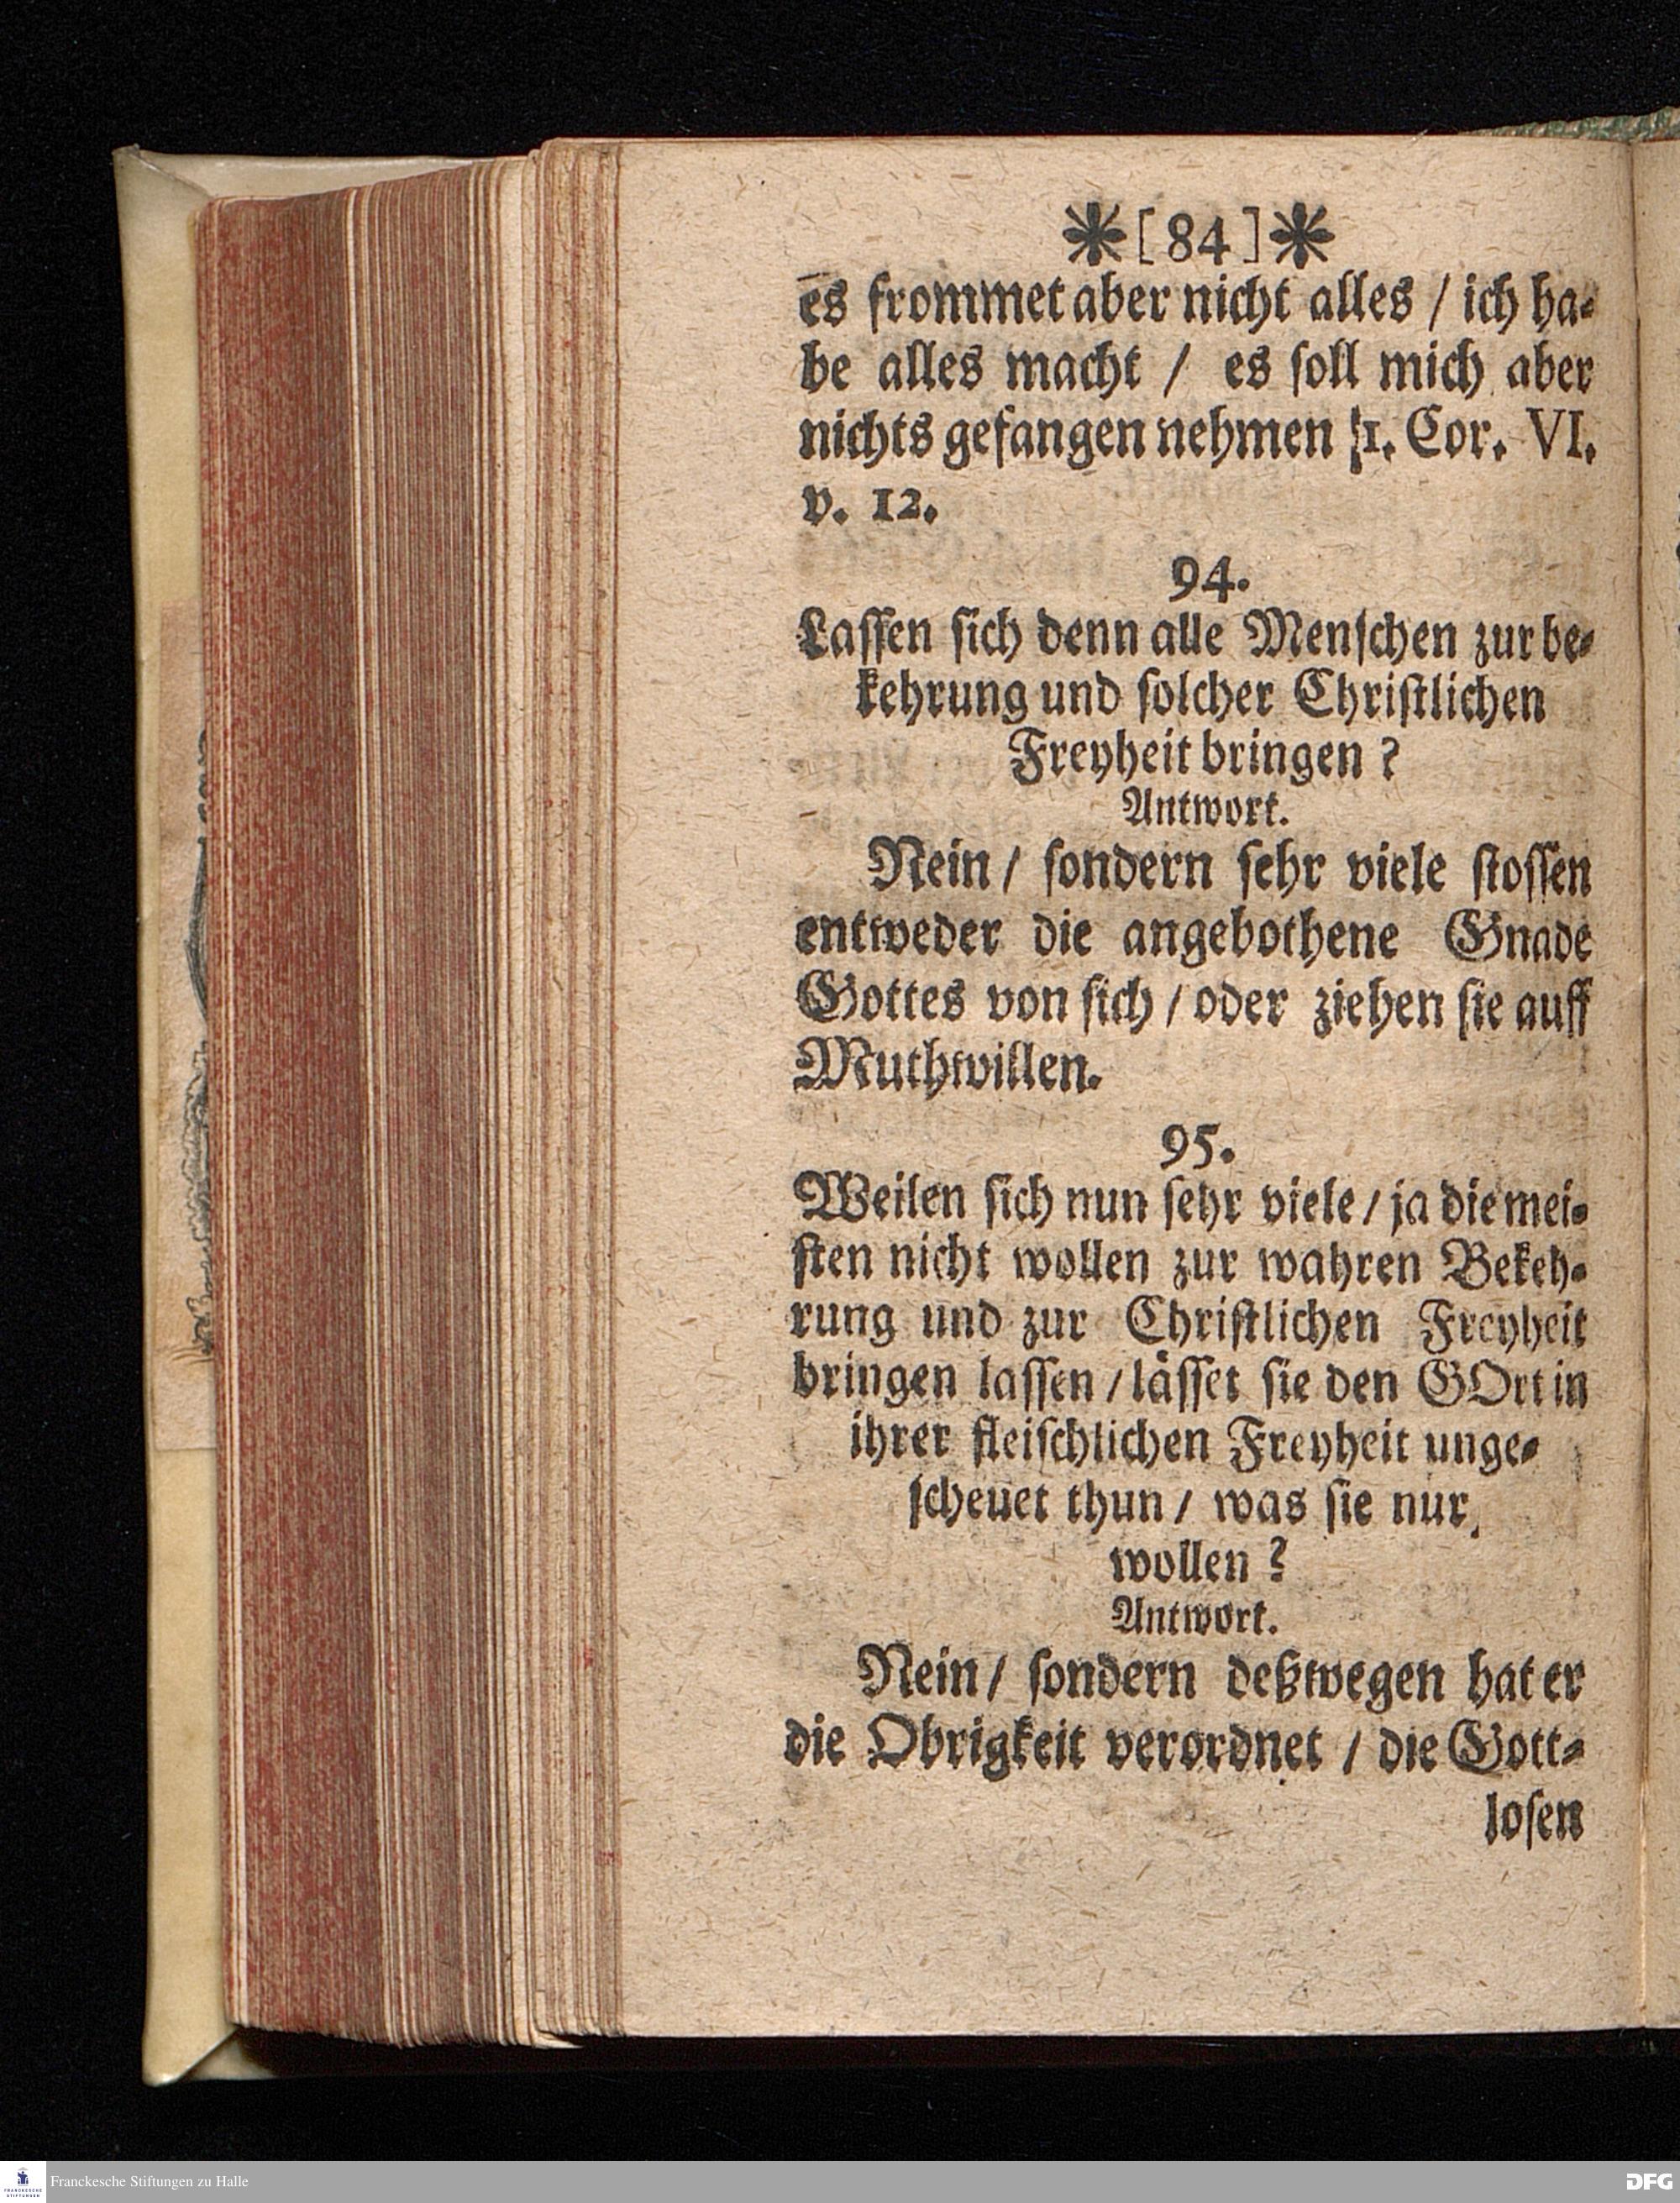 [84]
es frommet aber nicht alles / ich ha-
be alles macht / es soll mich aber
nichts gefangen nehmen 1. Cor. VI.
v. 12.
94.
Lassen sich denn alle Menschen zur be-
kehrung und solcher Christlichen
Freyheit bringen ?
Antwort.
Nein / sondern sehr viele stossen
entweder die angebothene Gnade
Gottes von sich / oder ziehen sie auff
Muthwillen.
95.
Weilen sich nun sehr viele / ja die mei-
sten nicht wollen zur wahren Bekeh-
rung und zur Christlichen Freyheit
bringen lassen / lässet sie den GOtt in
ihrer fleischlichen Freyheit unge-
scheuet thun / was sie nur
wollen ?
Antwort.
Nein / sondern deßwegen hat er
die Obrigkeit verordnet / die Gott-
losen
Franckesche Stiftungen zu Halle
DFG